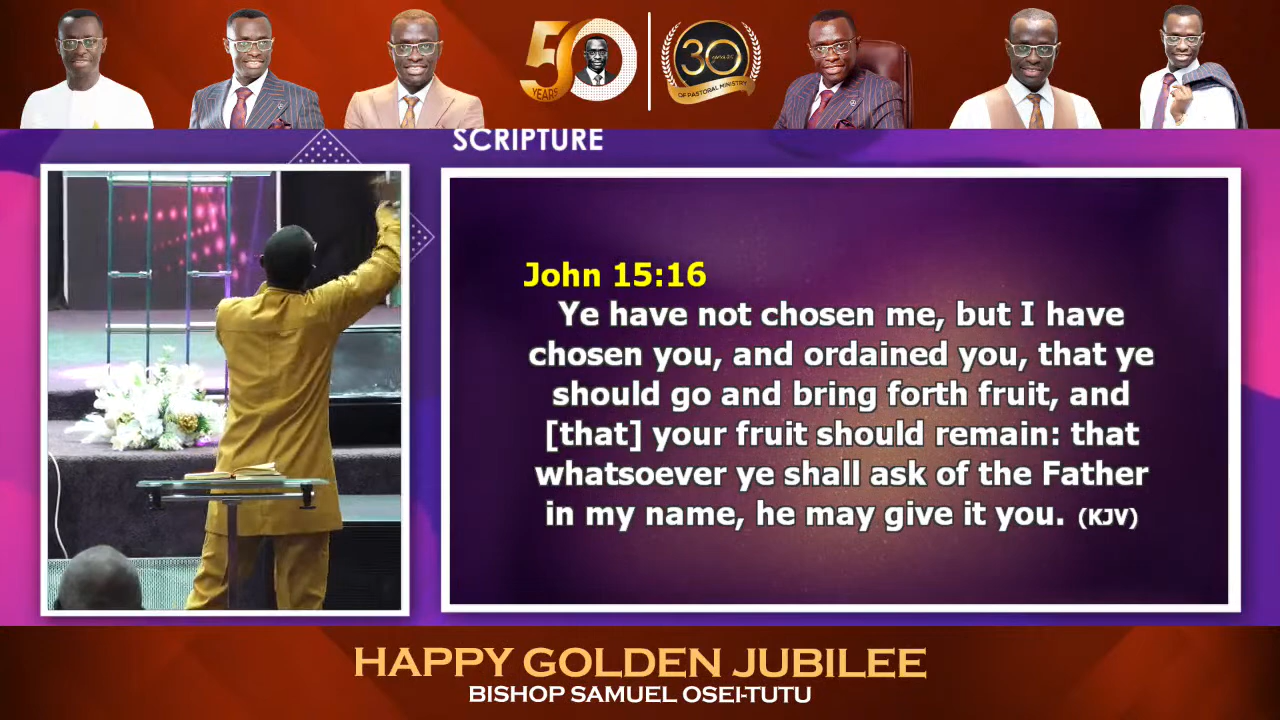 50
YEARS
30
years
OF PASTORAL MINISTRY
SCRIPTURE
John 15:16
Ye have not chosen me, but I have
chosen you, and ordained you, that ye
should go and bring forth fruit, and
[that] your fruit should remain: that
whatsoever ye shall ask of the Father
in my name, he may give it you. (KJV)
HAPPY GOLDEN JUBILEE
BISHOP SAMUEL OSEI-TUTU